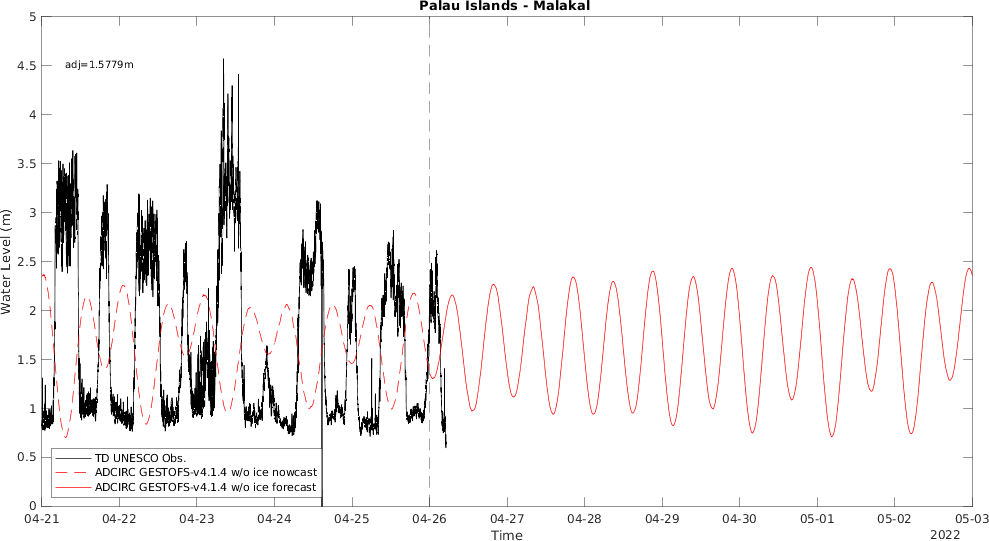 Palau Islands - Malakal
5
4.5
4
3.5
3
2.5
2
1.5
1
0.5
0
Water Level (m)
adj=1.5779m
TD UNESCO Obs.
ADCIRC GESTOFS-v4.1.4 w/o ice nowcast
ADCIRC GESTOFS-v4.1.4 w/o ice forecast
04-21 04-22 04-23 04-24 04-25 04-26 04-27 04-28 04-29 04-30 05-01 05-02 05-03
Time
2022